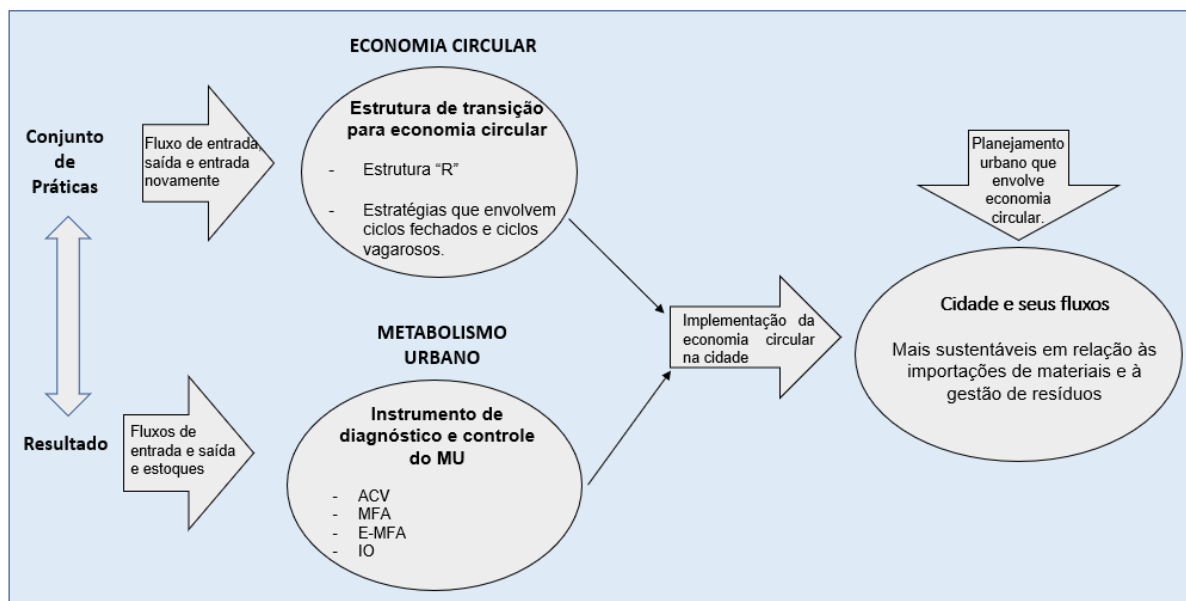 ECONOMIA CIRCULAR
Conjunto
de
Práticas
Fluxo de entrada,
saída e entrada
novamente
Estrutura de transição
para economia circular
- Estrutura “R”
- Estratégias que envolvem
ciclos fechados e ciclos
vagarosos.
METABOLISMO
URBANO
Resultado
Fluxos de
entrada e saída
e estoques
Instrumento de
diagnóstico e controle
do MU
- ACV
- MFA
- E-MFA
- IO
Implementação da
economia circular
na cidade
Planejamento
urbano que
envolve
economia
circular.
Cidade e seus fluxos
Mais sustentáveis em relação às
importações de materiais e à
gestão de resíduos